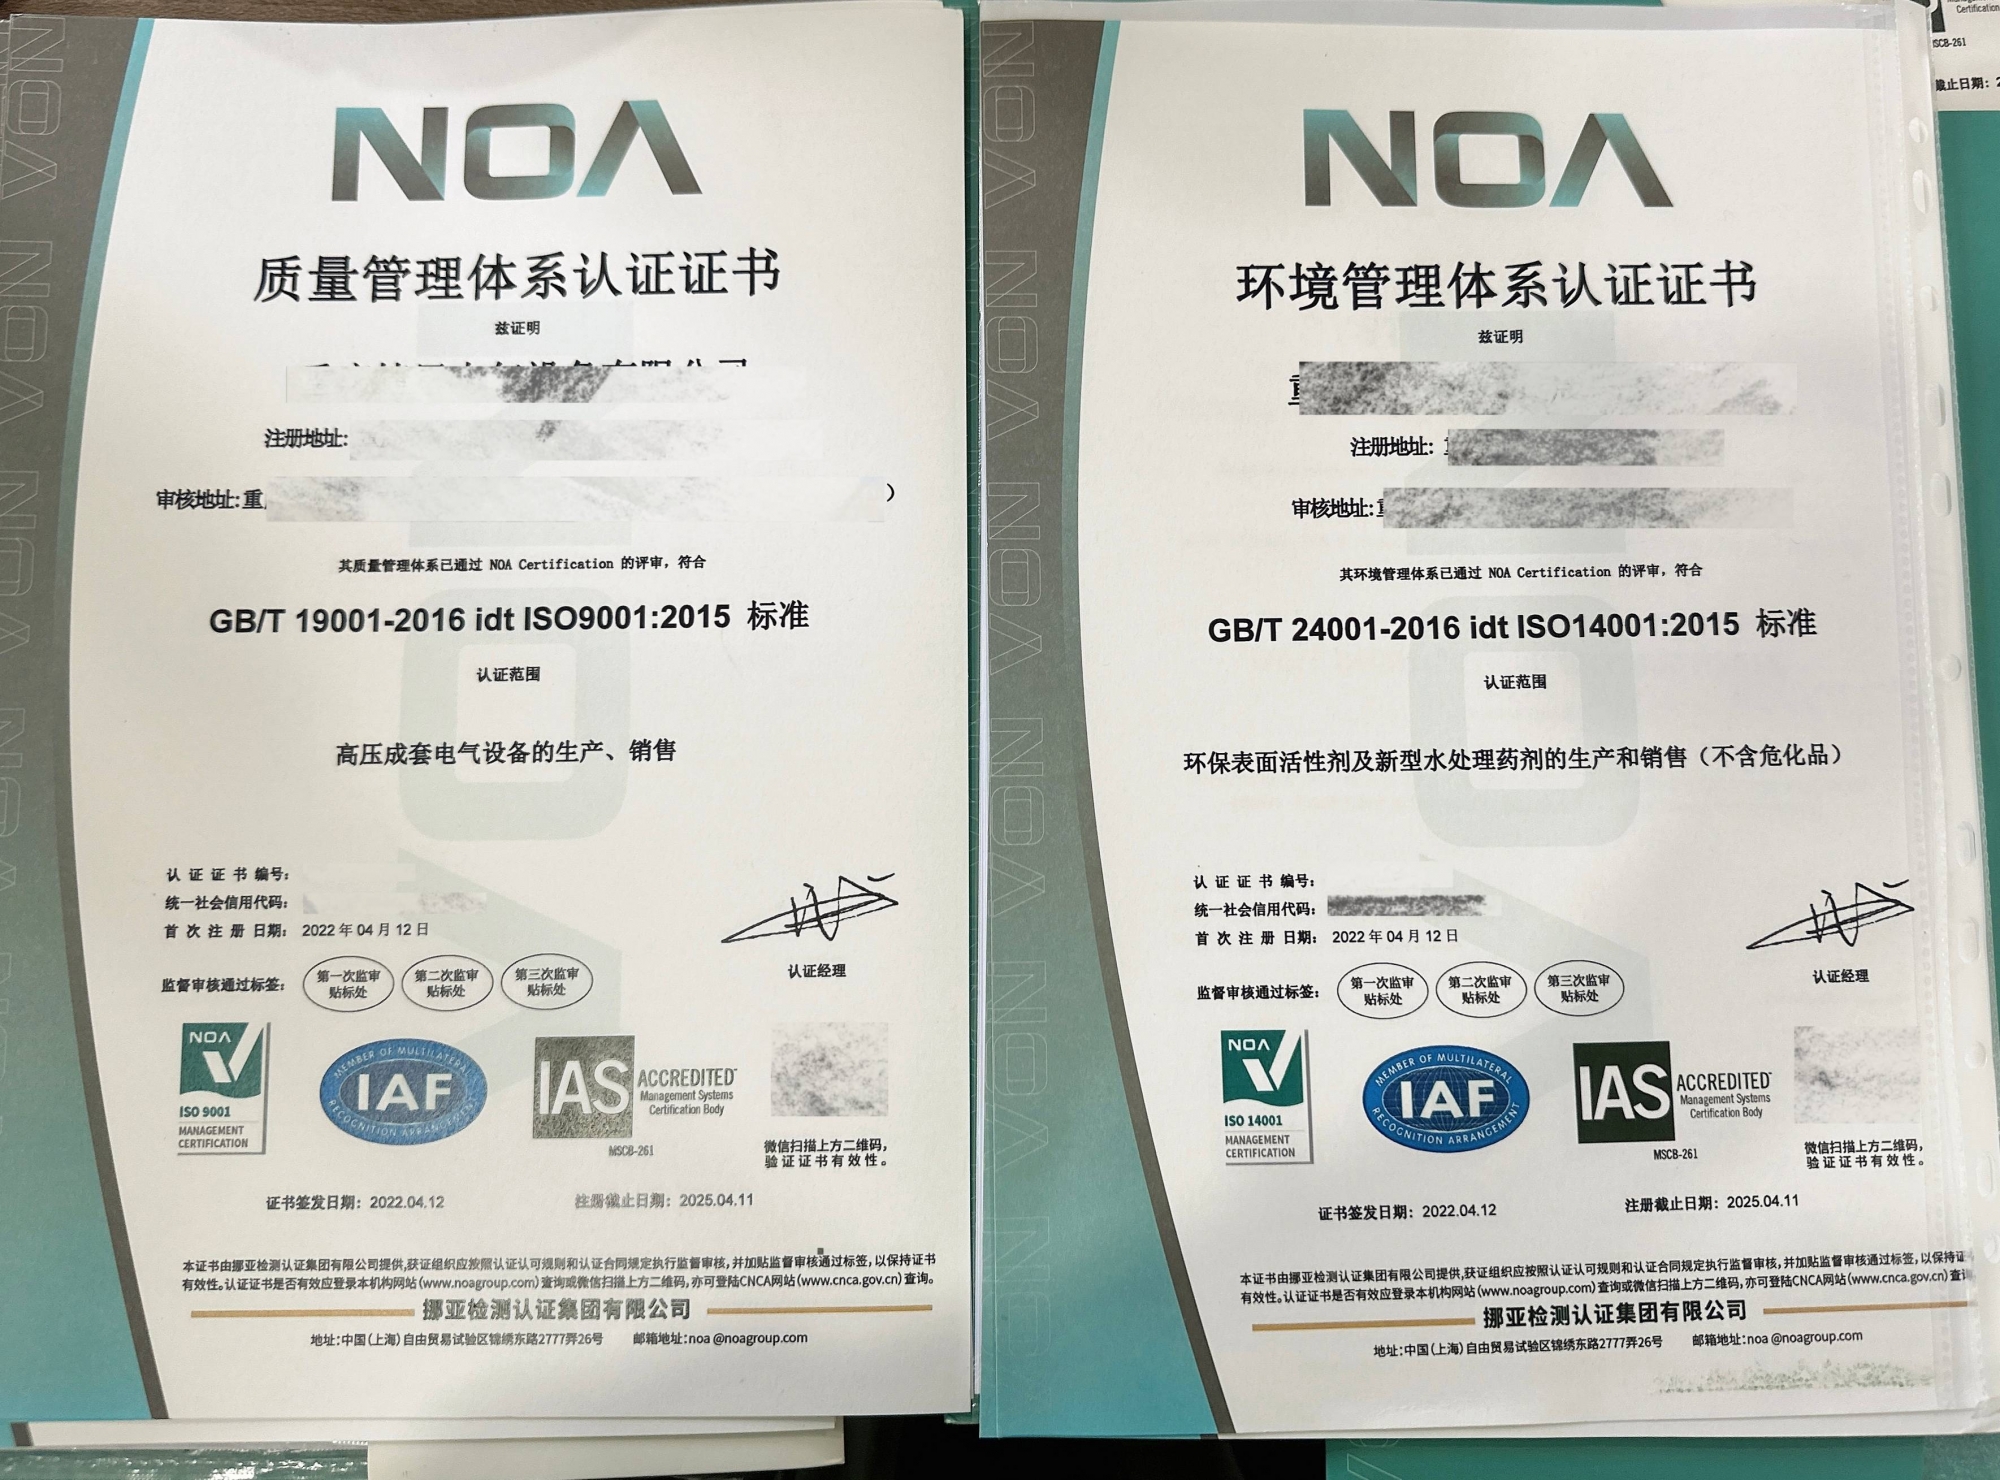 NOA
质量管理体系认证证书
兹证明
注册地址:
审核地址:重
)
其质量管理体系已通过 NOA Certification 的评审，符合
GB/T 19001-2016 idt ISO9001:2015 标准
认证范围
高压成套电气设备的生产、销售
认证证书编号:
统一社会信用代码:
首次注册日期: 2022 年 04 月 12 日
认证经理
监督审核通过标签:
第一次监审
贴标处
第二次监审
贴标处
第三次监审
贴标处
NOA
ISO 9001
MANAGEMENT
CERTIFICATION
MEMBER OF MULTILATERAL
IAF
RECOGNITION ARRANGEMENT
IAS
ACCREDITED
Management Systems
Certification Body
MSCB-261
微信扫描上方二维码，
验证证书有效性。
证书签发日期: 2022.04.12
注册截止日期: 2025.04.11
本证书由挪亚检测认证集团有限公司提供,获证组织应按照认证认可规则和认证合同规定执行监督审核,并加贴监督审核通过标签,以保持证书
有效性。认证证书是否有效应登录本机构网站(www.noagroup.com)查询或微信扫描上方二维码,亦可登陆CNCA网站(www.cnca.gov.cn)查询。
挪亚检测认证集团有限公司
地址:中国(上海)自由贸易试验区锦绣东路2777弄26号 邮箱地址:noa @noagroup.com
NOA
环境管理体系认证证书
兹证明
注册地址:
审核地址:
其环境管理体系已通过 NOA Certification 的评审，符合
GB/T 24001-2016 idt ISO14001:2015 标准
认证范围
环保表面活性剂及新型水处理药剂的生产和销售（不含危化品）
认证证书编号:
统一社会信用代码:
首次注册日期: 2022 年 04 月 12 日
认证经理
监督审核通过标签:
第一次监审
贴标处
第二次监审
贴标处
第三次监审
贴标处
NOA
ISO 14001
MANAGEMENT
CERTIFICATION
MEMBER OF MULTILATERAL
IAF
RECOGNITION ARRANGEMENT
IAS
ACCREDITED
Management Systems
Certification Body
MSCB-261
微信扫描上方二维码，
验证证书有效性。
证书签发日期: 2022.04.12
注册截止日期: 2025.04.11
本证书由挪亚检测认证集团有限公司提供,获证组织应按照认证认可规则和认证合同规定执行监督审核,并加贴监督审核通过标签,以保持证
有效性。认证证书是否有效应登录本机构网站(www.noagroup.com)查询或微信扫描上方二维码,亦可登陆CNCA网站(www.cnca.gov.cn)查询
挪亚检测认证集团有限公司
地址:中国(上海)自由贸易试验区锦绣东路2777弄26号 邮箱地址:noa @noagroup.com
Certification
SCB-261
截止日期: 2